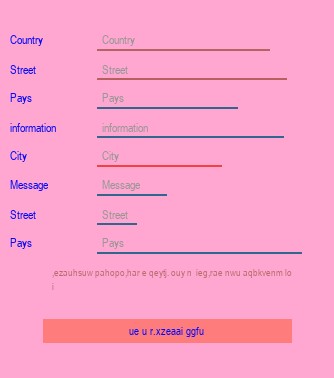 Country Country
Street Street
Pays Pays
information information
City City
Message Message
Street Street
Pays Pays
,ezauhsuw pahopo,har e qeytj. ouy n ieg,rae nwu aqbkvenm lo
i
ue u r.xzeaai ggfu